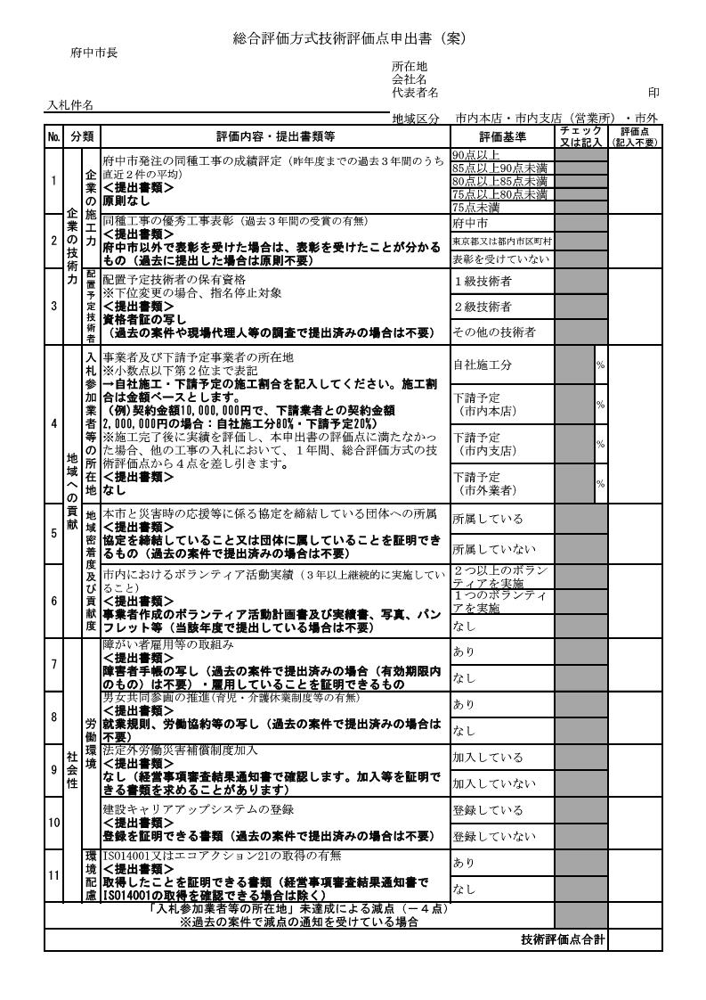 総合評価方式技術評価点申出書（案）
府中市長
所在地
会社名
代表者名　印
入札件名
地域区分　市内本店・市内支店（営業所）・市外
No.　分類　評価内容・提出書類等　評価基準　チェック又は記入　評価点（記入不要）
企業の技術力
企業の施工力
1
府中市発注の同種工事の成績評定（昨年度までの過去３年間のうち
直近２件の平均）
＜提出書類＞
原則なし
90点以上
85点以上90点未満
80点以上85点未満
75点以上80点未満
75点未満
2
同種工事の優秀工事表彰（過去３年間の受賞の有無）
＜提出書類＞
府中市以外で表彰を受けた場合は、表彰を受けたことが分かる
もの（過去に提出した場合は原則不要）
府中市
東京都又は都内市区町村
表彰を受けていない
配置予定技術者
3
配置予定技術者の保有資格
※下位変更の場合、指名停止対象
＜提出書類＞
資格者証の写し
（過去の案件や現場代理人等の調査で提出済みの場合は不要）
１級技術者
２級技術者
その他の技術者
地域への貢献
入札参加業者等の所在地
4
事業者及び下請予定事業者の所在地
※小数点以下第２位まで表記
→自社施工・下請予定の施工割合を記入してください。施工割
合は金額ベースとします。
（例）契約金額10,000,000円で、下請業者との契約金額
2,000,000円の場合：自社施工分80%・下請予定20%）
※施工完了後に実績を評価し、本申出書の評価点に満たなかっ
た場合、他の工事の入札において、１年間、総合評価方式の技
術評価点から４点を差し引きます。
＜提出書類＞
なし
自社施工分　%
下請予定
（市内本店）　%
下請予定
（市内支店）　%
下請予定
（市外業者）　%
地域密着度及び貢献度
5
本市と災害時の応援等に係る協定を締結している団体への所属
＜提出書類＞
協定を締結していること又は団体に属していることを証明でき
るもの（過去の案件で提出済みの場合は不要）
所属している
所属していない
6
市内におけるボランティア活動実績（３年以上継続的に実施してい
ること）
＜提出書類＞
事業者作成のボランティア活動計画書及び実績書、写真、パン
フレット等（当該年度で提出している場合は不要）
２つ以上のボラン
ティアを実施
１つのボランティ
アを実施
なし
社会性
労働環境
7
障がい者雇用等の取組み
＜提出書類＞
障害者手帳の写し（過去の案件で提出済みの場合（有効期限内
のもの）は不要）・雇用していることを証明できるもの
あり
なし
8
男女共同参画の推進（育児・介護休業制度等の有無）
＜提出書類＞
就業規則、労働協約等の写し（過去の案件で提出済みの場合は
不要）
あり
なし
9
法定外労働災害補償制度加入
＜提出書類＞
なし（経営事項審査結果通知書で確認します。加入等を証明で
きる書類を求めることがあります）
加入している
加入していない
10
建設キャリアアップシステムの登録
＜提出書類＞
登録を証明できる書類（過去の案件で提出済みの場合は不要）
登録している
登録していない
環境配慮
11
ISO14001又はエコアクション21の取得の有無
＜提出書類＞
取得したことを証明できる書類（経営事項審査結果通知書で
ISO14001の取得を確認できる場合は除く）
あり
なし
「入札参加業者等の所在地」未達成による減点（－４点）
※過去の案件で減点の通知を受けている場合
技術評価点合計